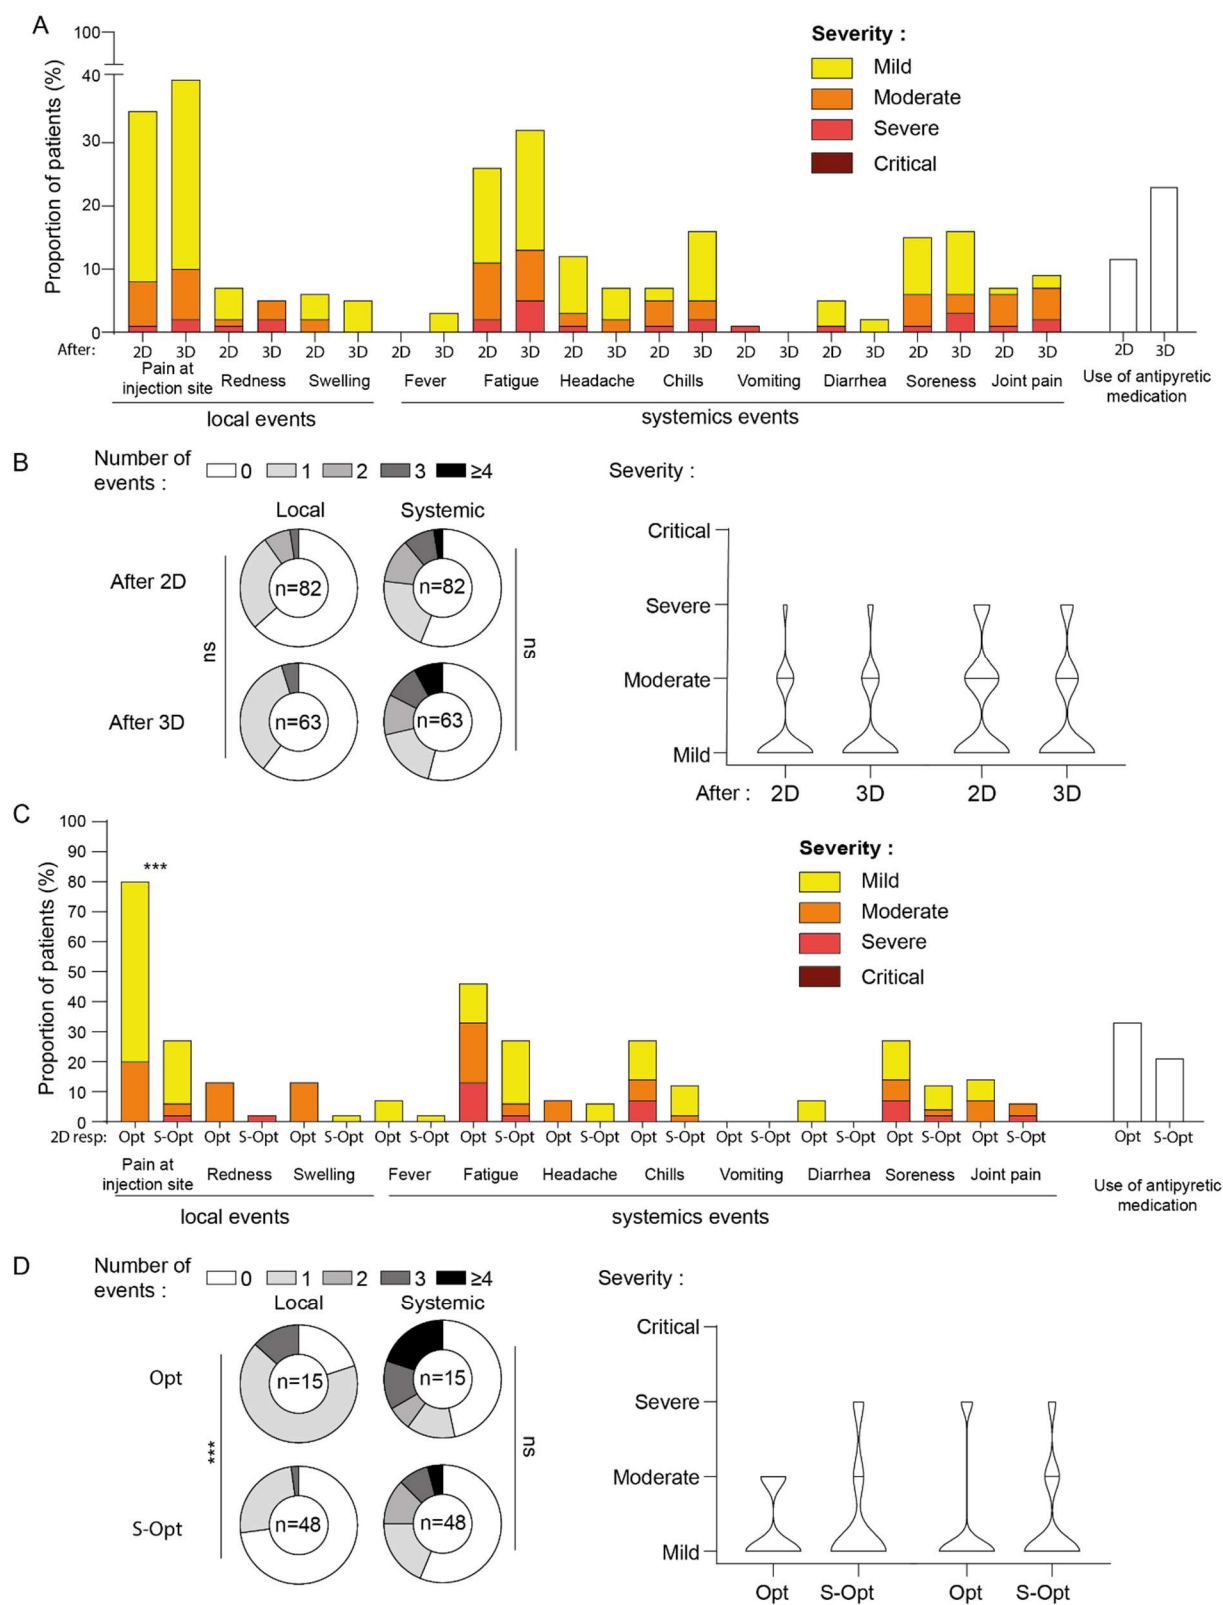 A
Proportion of patients (%)
100
40
30
20
10
0
Severity :
Mild
Moderate
Severe
Critical
After: 2D 3D 2D 3D 2D 3D 2D 3D 2D 3D 2D 3D 2D 3D 2D 3D 2D 3D 2D 3D 2D 3D 2D 3D
Pain at
injection site Redness Swelling Fever Fatigue Headache Chills Vomiting Diarrhea Soreness Joint pain
Use of antipyretic
medication
local events systemics events
B
Number of
events : 0 1 2 3 ≥4
Local Systemic
After 2D n=82 n=82
ns ns
After 3D n=63 n=63
Severity :
Critical
Severe
Moderate
Mild
After : 2D 3D 2D 3D
C
Proportion of patients (%)
100
90
80
70
60
50
40
30
20
10
0
***
Severity :
Mild
Moderate
Severe
Critical
2D resp: Opt S-Opt Opt S-Opt Opt S-Opt Opt S-Opt Opt S-Opt Opt S-Opt Opt S-Opt Opt S-Opt Opt S-Opt Opt S-Opt Opt S-Opt Opt S-Opt
Pain at
injection site Redness Swelling Fever Fatigue Headache Chills Vomiting Diarrhea Soreness Joint pain
Use of antipyretic
medication
local events systemics events
D
Number of
events : 0 1 2 3 ≥4
Local Systemic
Opt n=15 n=15
*** ns
S-Opt n=48 n=48
Severity :
Critical
Severe
Moderate
Mild
Opt S-Opt Opt S-Opt